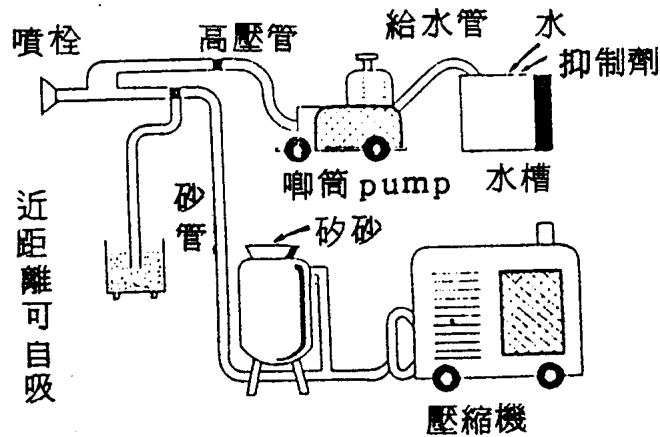 噴栓
高壓管
給水管
水
抑制劑
唧筒 pump
水槽
砂管
矽砂
近距離可自吸
壓縮機